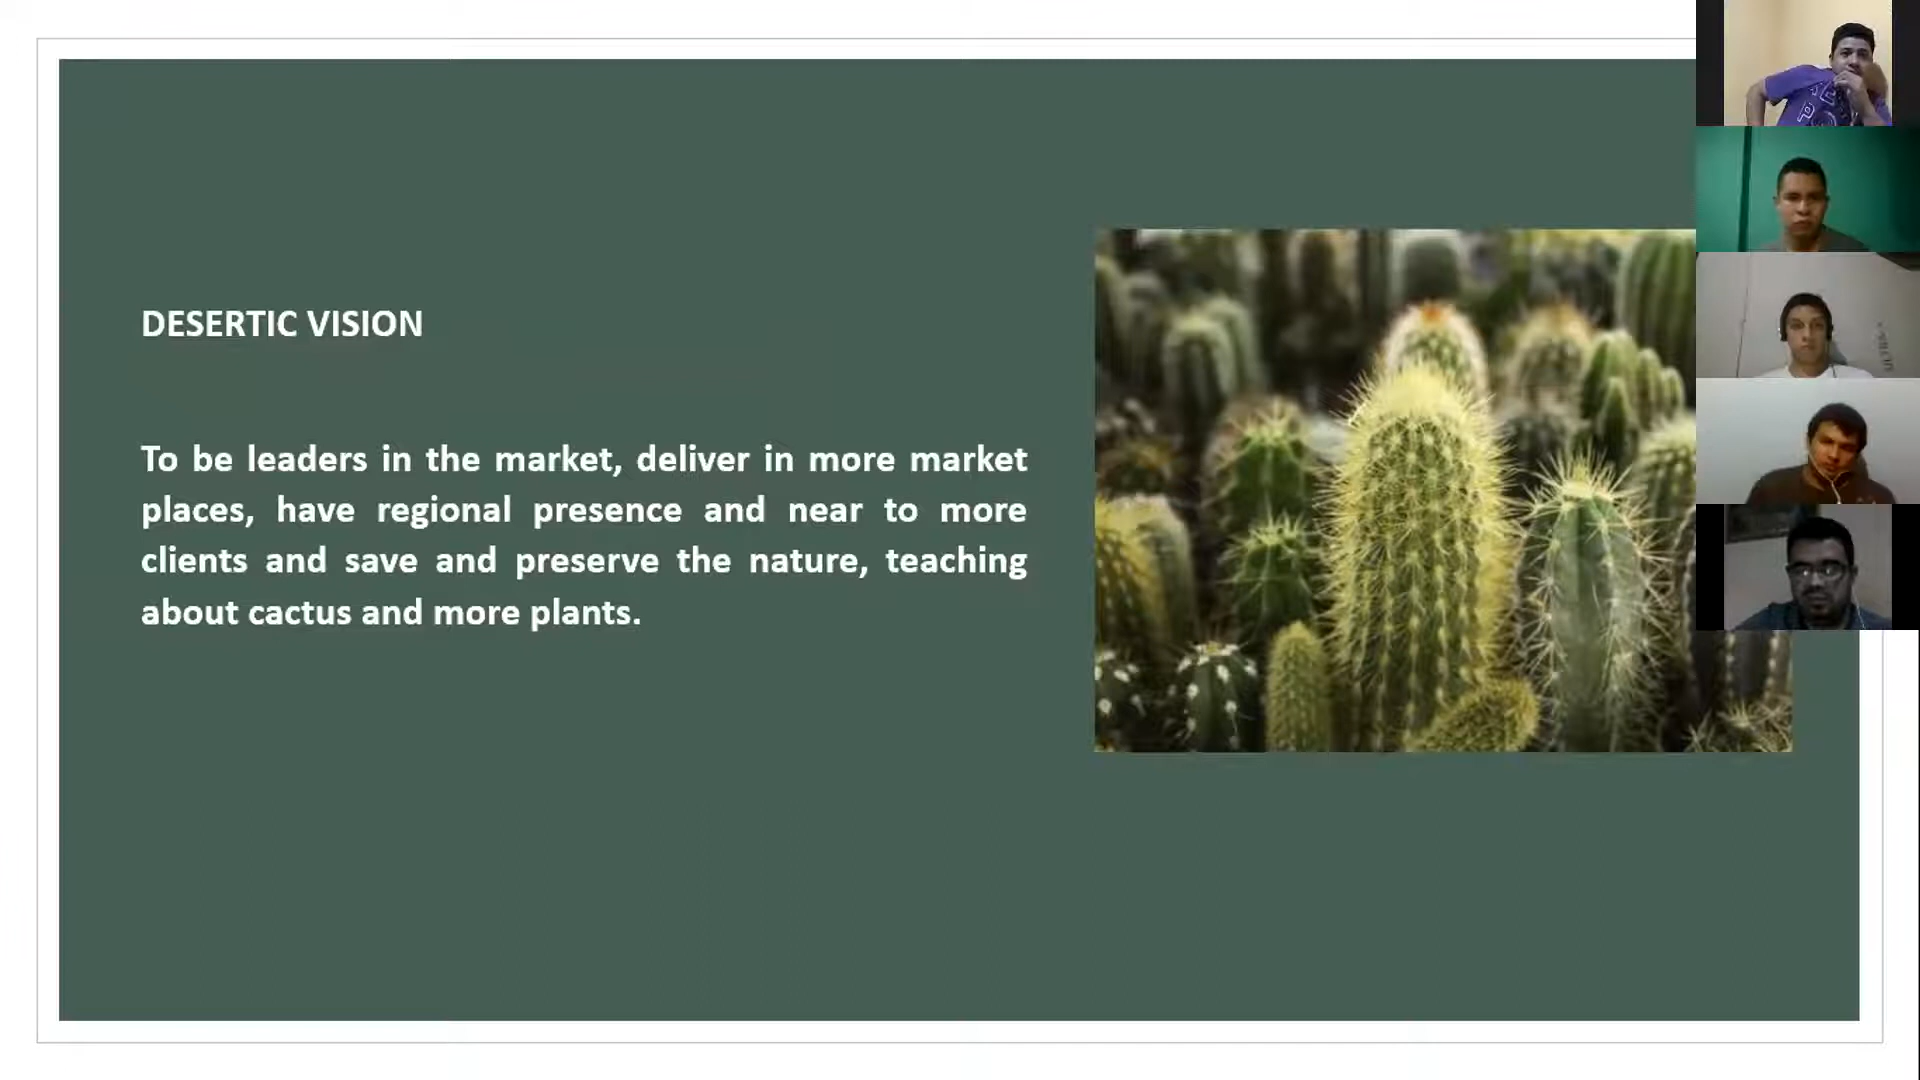 DESERTIC VISION
To be leaders in the market, deliver in more market
places, have regional presence and near to more
clients and save and preserve the nature, teaching
about cactus and more plants.